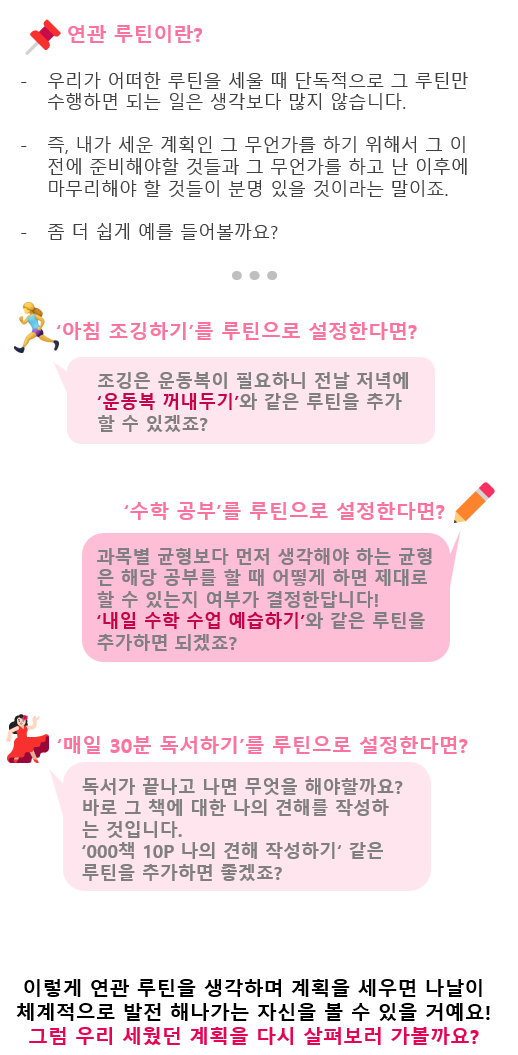 연관 루틴이란?
- 우리가 어떠한 루틴을 세울 때 단독적으로 그 루틴만
수행하면 되는 일은 생각보다 많지 않습니다.
- 즉, 내가 세운 계획인 그 무언가를 하기 위해서 그 이
전에 준비해야할 것들과 그 무언가를 하고 난 이후에
마무리해야 할 것들이 분명 있을 것이라는 말이죠.
- 좀 더 쉽게 예를 들어볼까요?
‘아침 조깅하기’를 루틴으로 설정한다면?
조깅은 운동복이 필요하니 전날 저녁에
‘운동복 꺼내두기’와 같은 루틴을 추가
할 수 있겠죠?
‘수학 공부’를 루틴으로 설정한다면?
과목별 균형보다 먼저 생각해야 하는 균형
은 해당 공부를 할 때 어떻게 하면 제대로
할 수 있는지 여부가 결정한답니다!
‘내일 수학 수업 예습하기’와 같은 루틴을
추가하면 되겠죠?
‘매일 30분 독서하기’를 루틴으로 설정한다면?
독서가 끝나고 나면 무엇을 해야할까요?
바로 그 책에 대한 나의 견해를 작성하
는 것입니다.
‘000책 10P 나의 견해 작성하기‘ 같은
루틴을 추가하면 좋겠죠?
이렇게 연관 루틴을 생각하며 계획을 세우면 나날이
체계적으로 발전 해나가는 자신을 볼 수 있을 거예요!
그럼 우리 세웠던 계획을 다시 살펴보러 가볼까요?